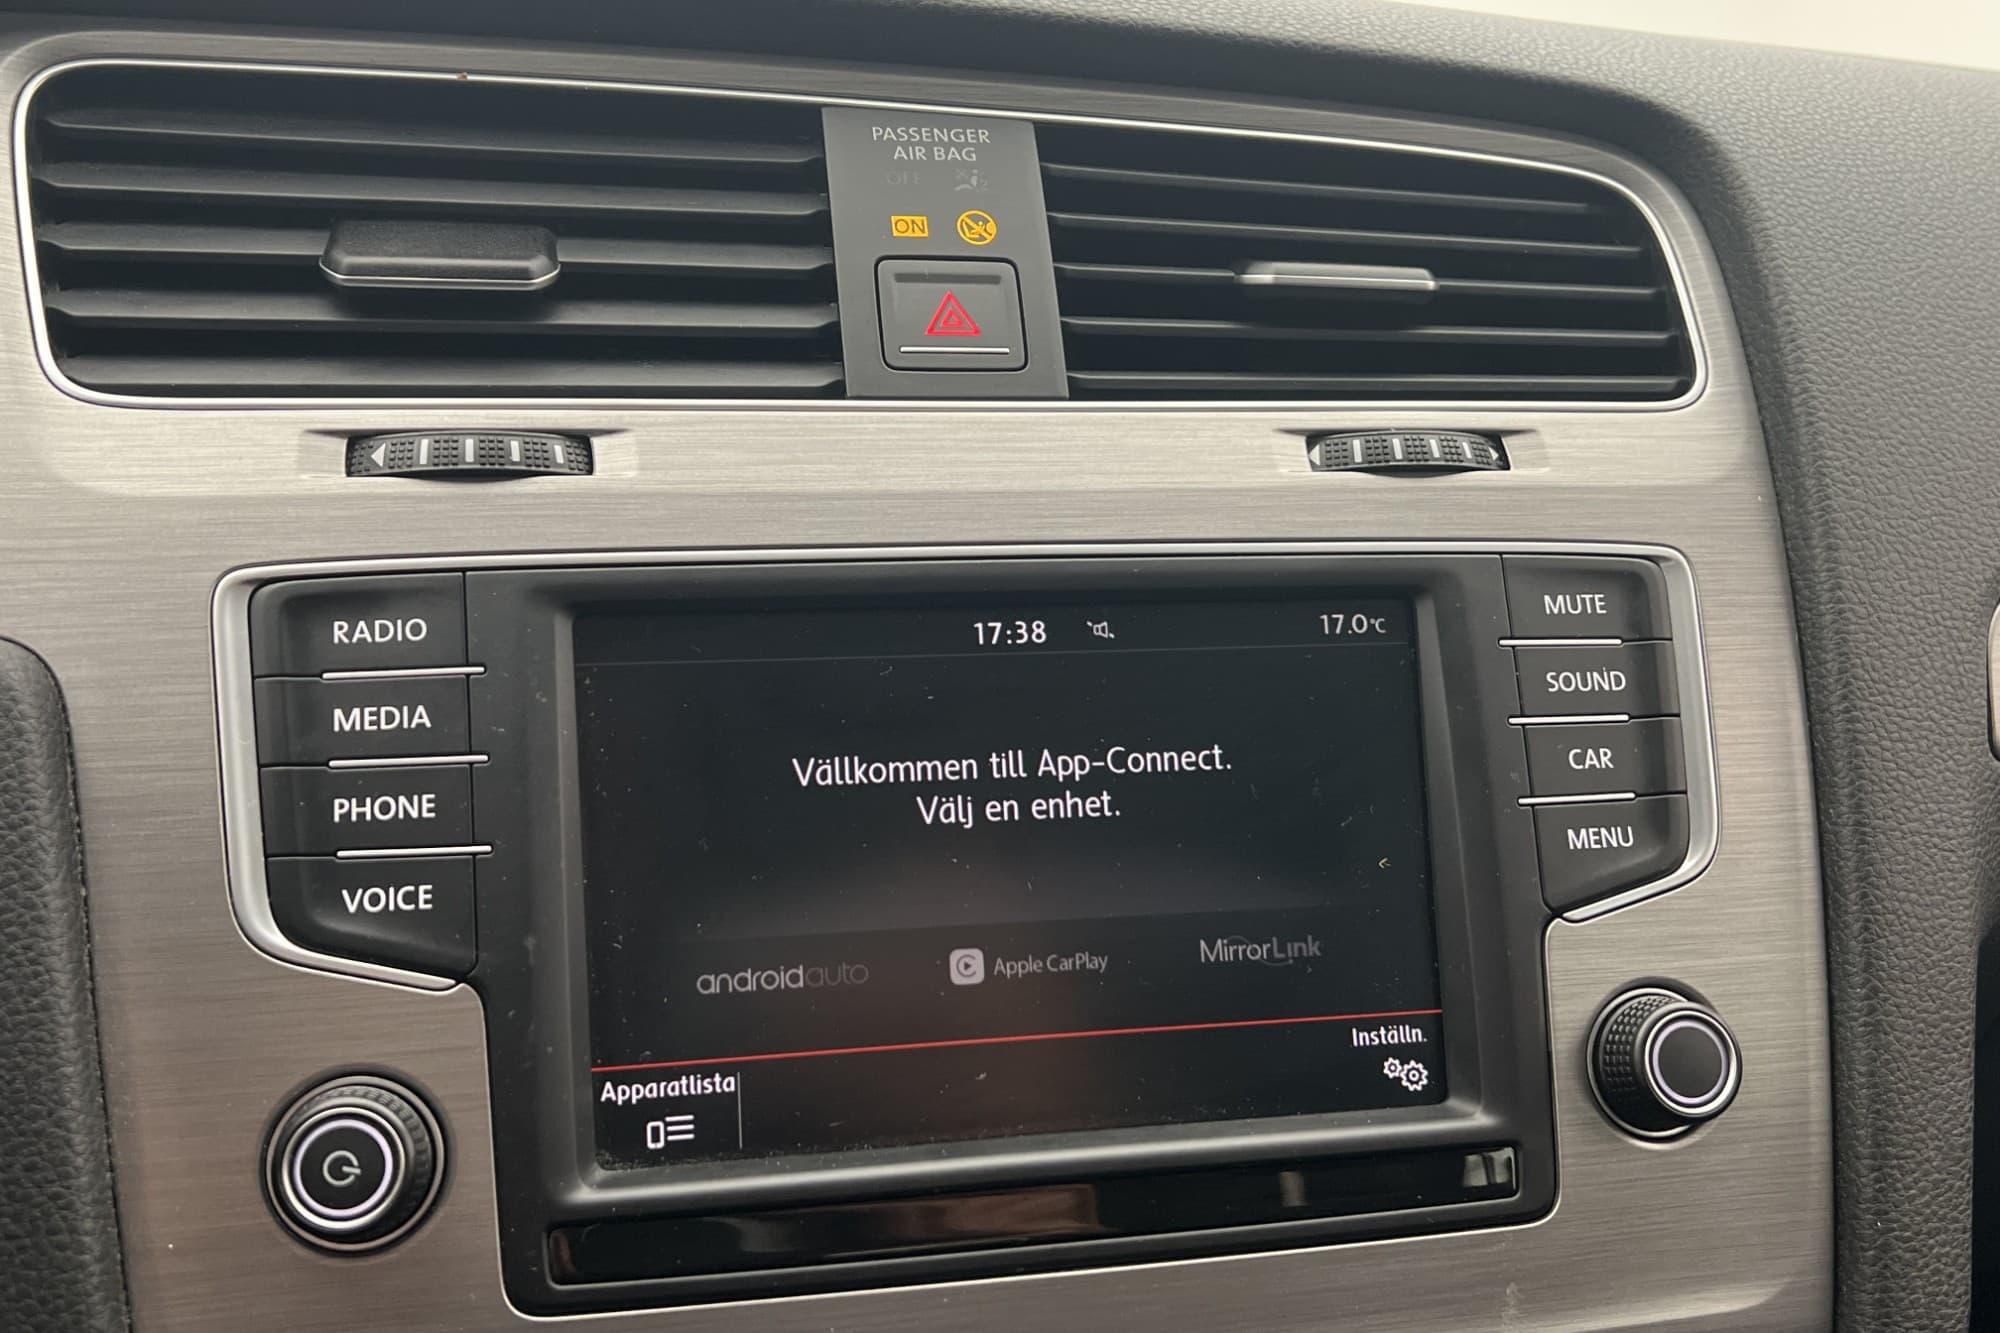 PASSENGER
AIR BAG
OFF
ON
RADIO
MEDIA
PHONE
VOICE
17:38
17.0°C
Vällkommen till App-Connect.
Välj en enhet.
androidauto
Apple CarPlay
MirrorLink
Apparatlista
Inställn.
MUTE
SOUND
CAR
MENU